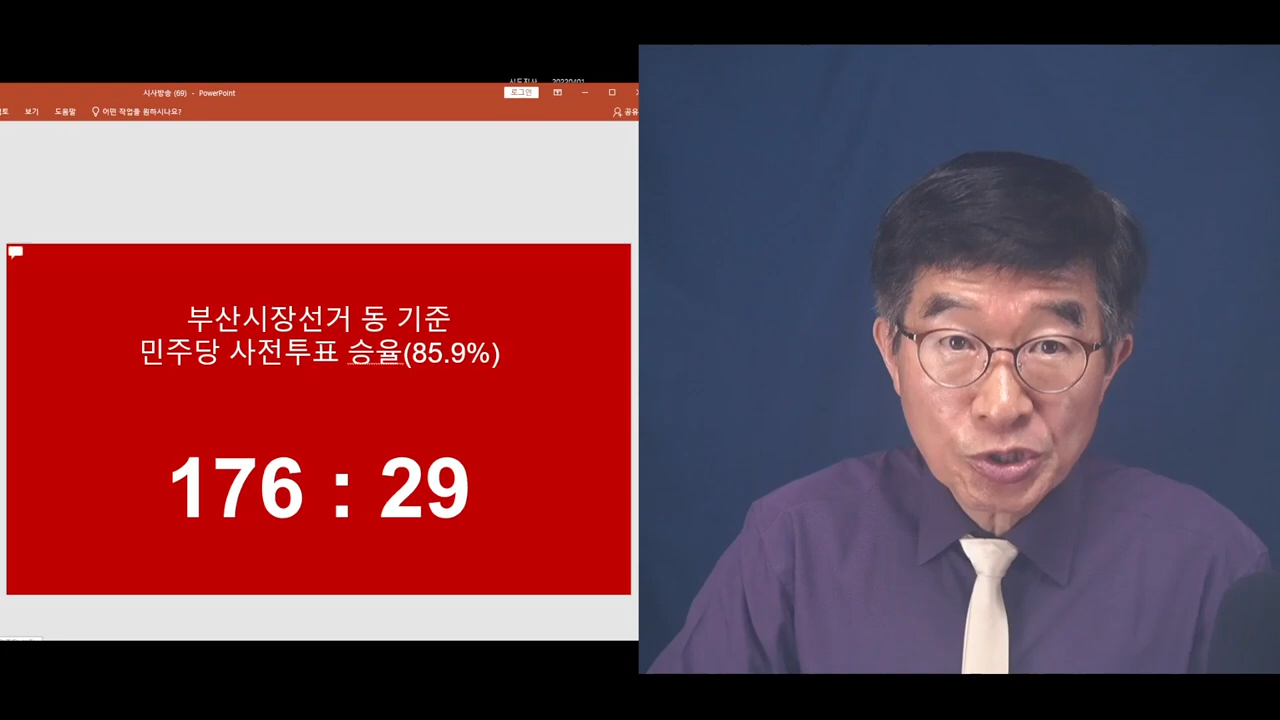 20220401
시사방송 (69) - PowerPoint
로그인
보기 도움말 어떤 작업을 원하시나요? 공유
부산시장선거 동 기준
민주당 사전투표 승율(85.9%)
176 : 29